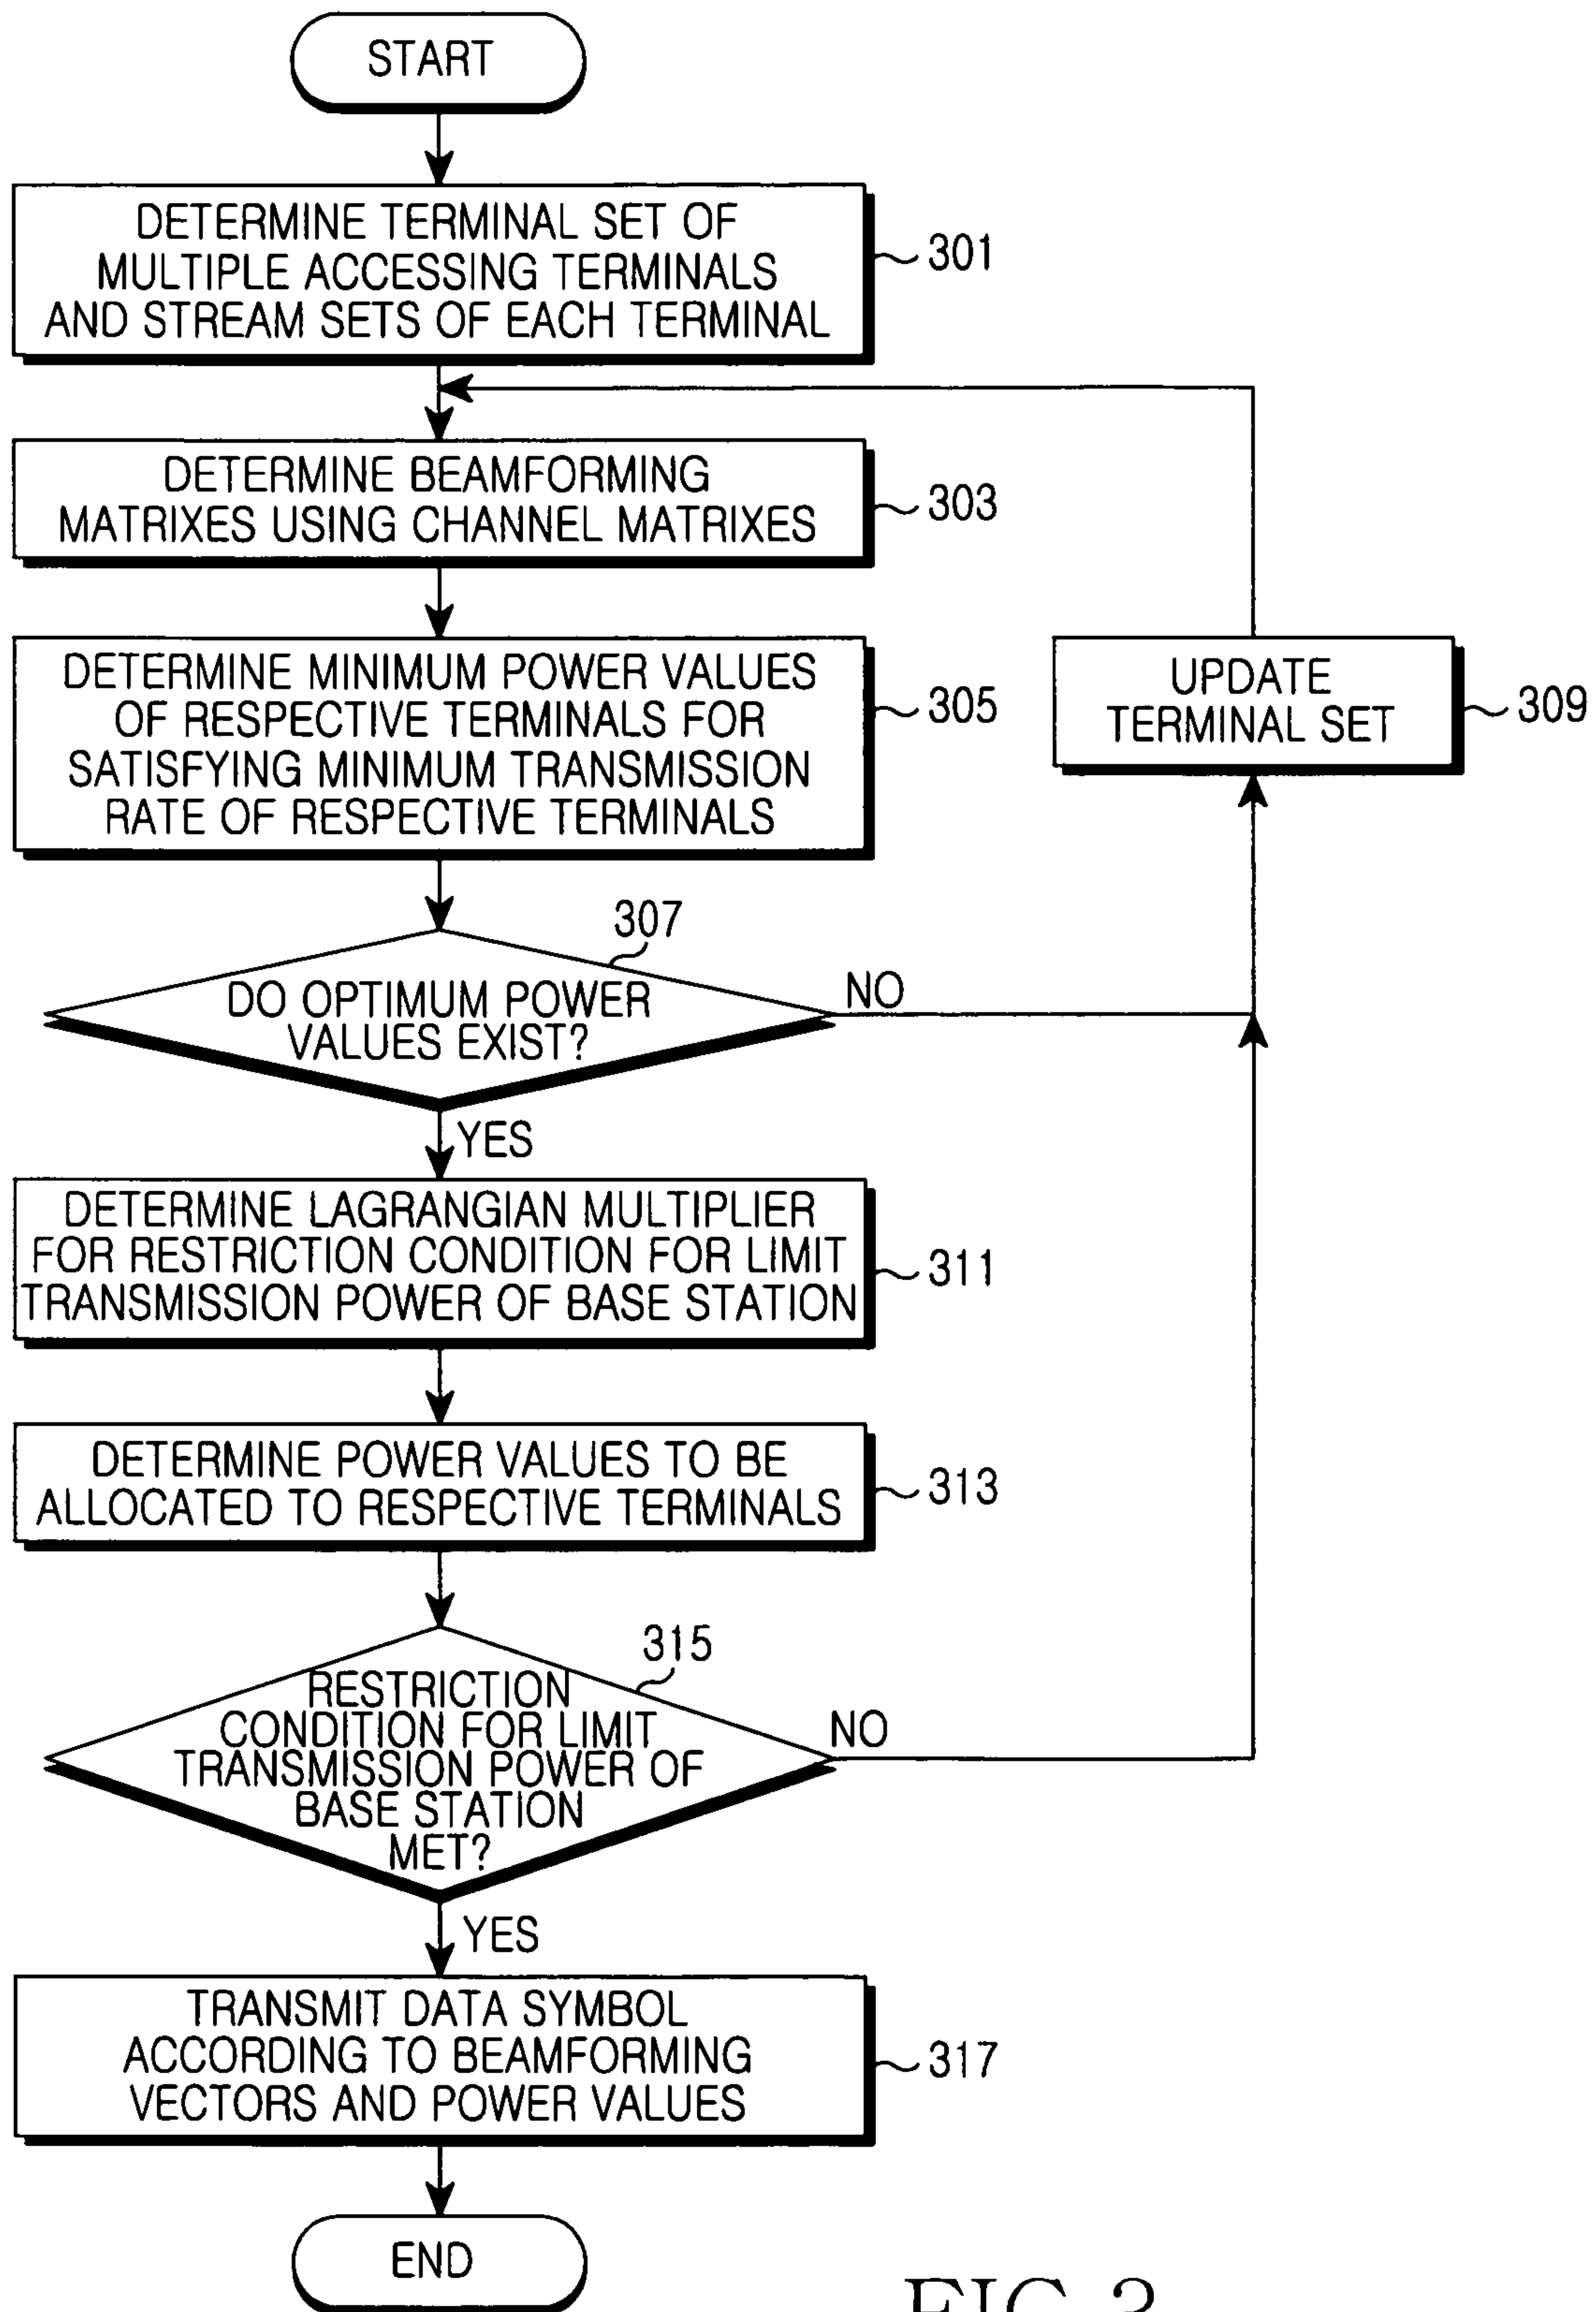 START
DETERMINE TERMINAL SET OF
MULTIPLE ACCESSING TERMINALS
AND STREAM SETS OF EACH TERMINAL
301
DETERMINE BEAMFORMING
MATRIXES USING CHANNEL MATRIXES
303
DETERMINE MINIMUM POWER VALUES
OF RESPECTIVE TERMINALS FOR
SATISFYING MINIMUM TRANSMISSION
RATE OF RESPECTIVE TERMINALS
305
UPDATE
TERMINAL SET
309
307
DO OPTIMUM POWER
VALUES EXIST?
NO
YES
DETERMINE LAGRANGIAN MULTIPLIER
FOR RESTRICTION CONDITION FOR LIMIT
TRANSMISSION POWER OF BASE STATION
311
DETERMINE POWER VALUES TO BE
ALLOCATED TO RESPECTIVE TERMINALS
313
315
RESTRICTION
CONDITION FOR LIMIT
TRANSMISSION POWER OF
BASE STATION
MET?
NO
YES
TRANSMIT DATA SYMBOL
ACCORDING TO BEAMFORMING
VECTORS AND POWER VALUES
317
END
FIG.3